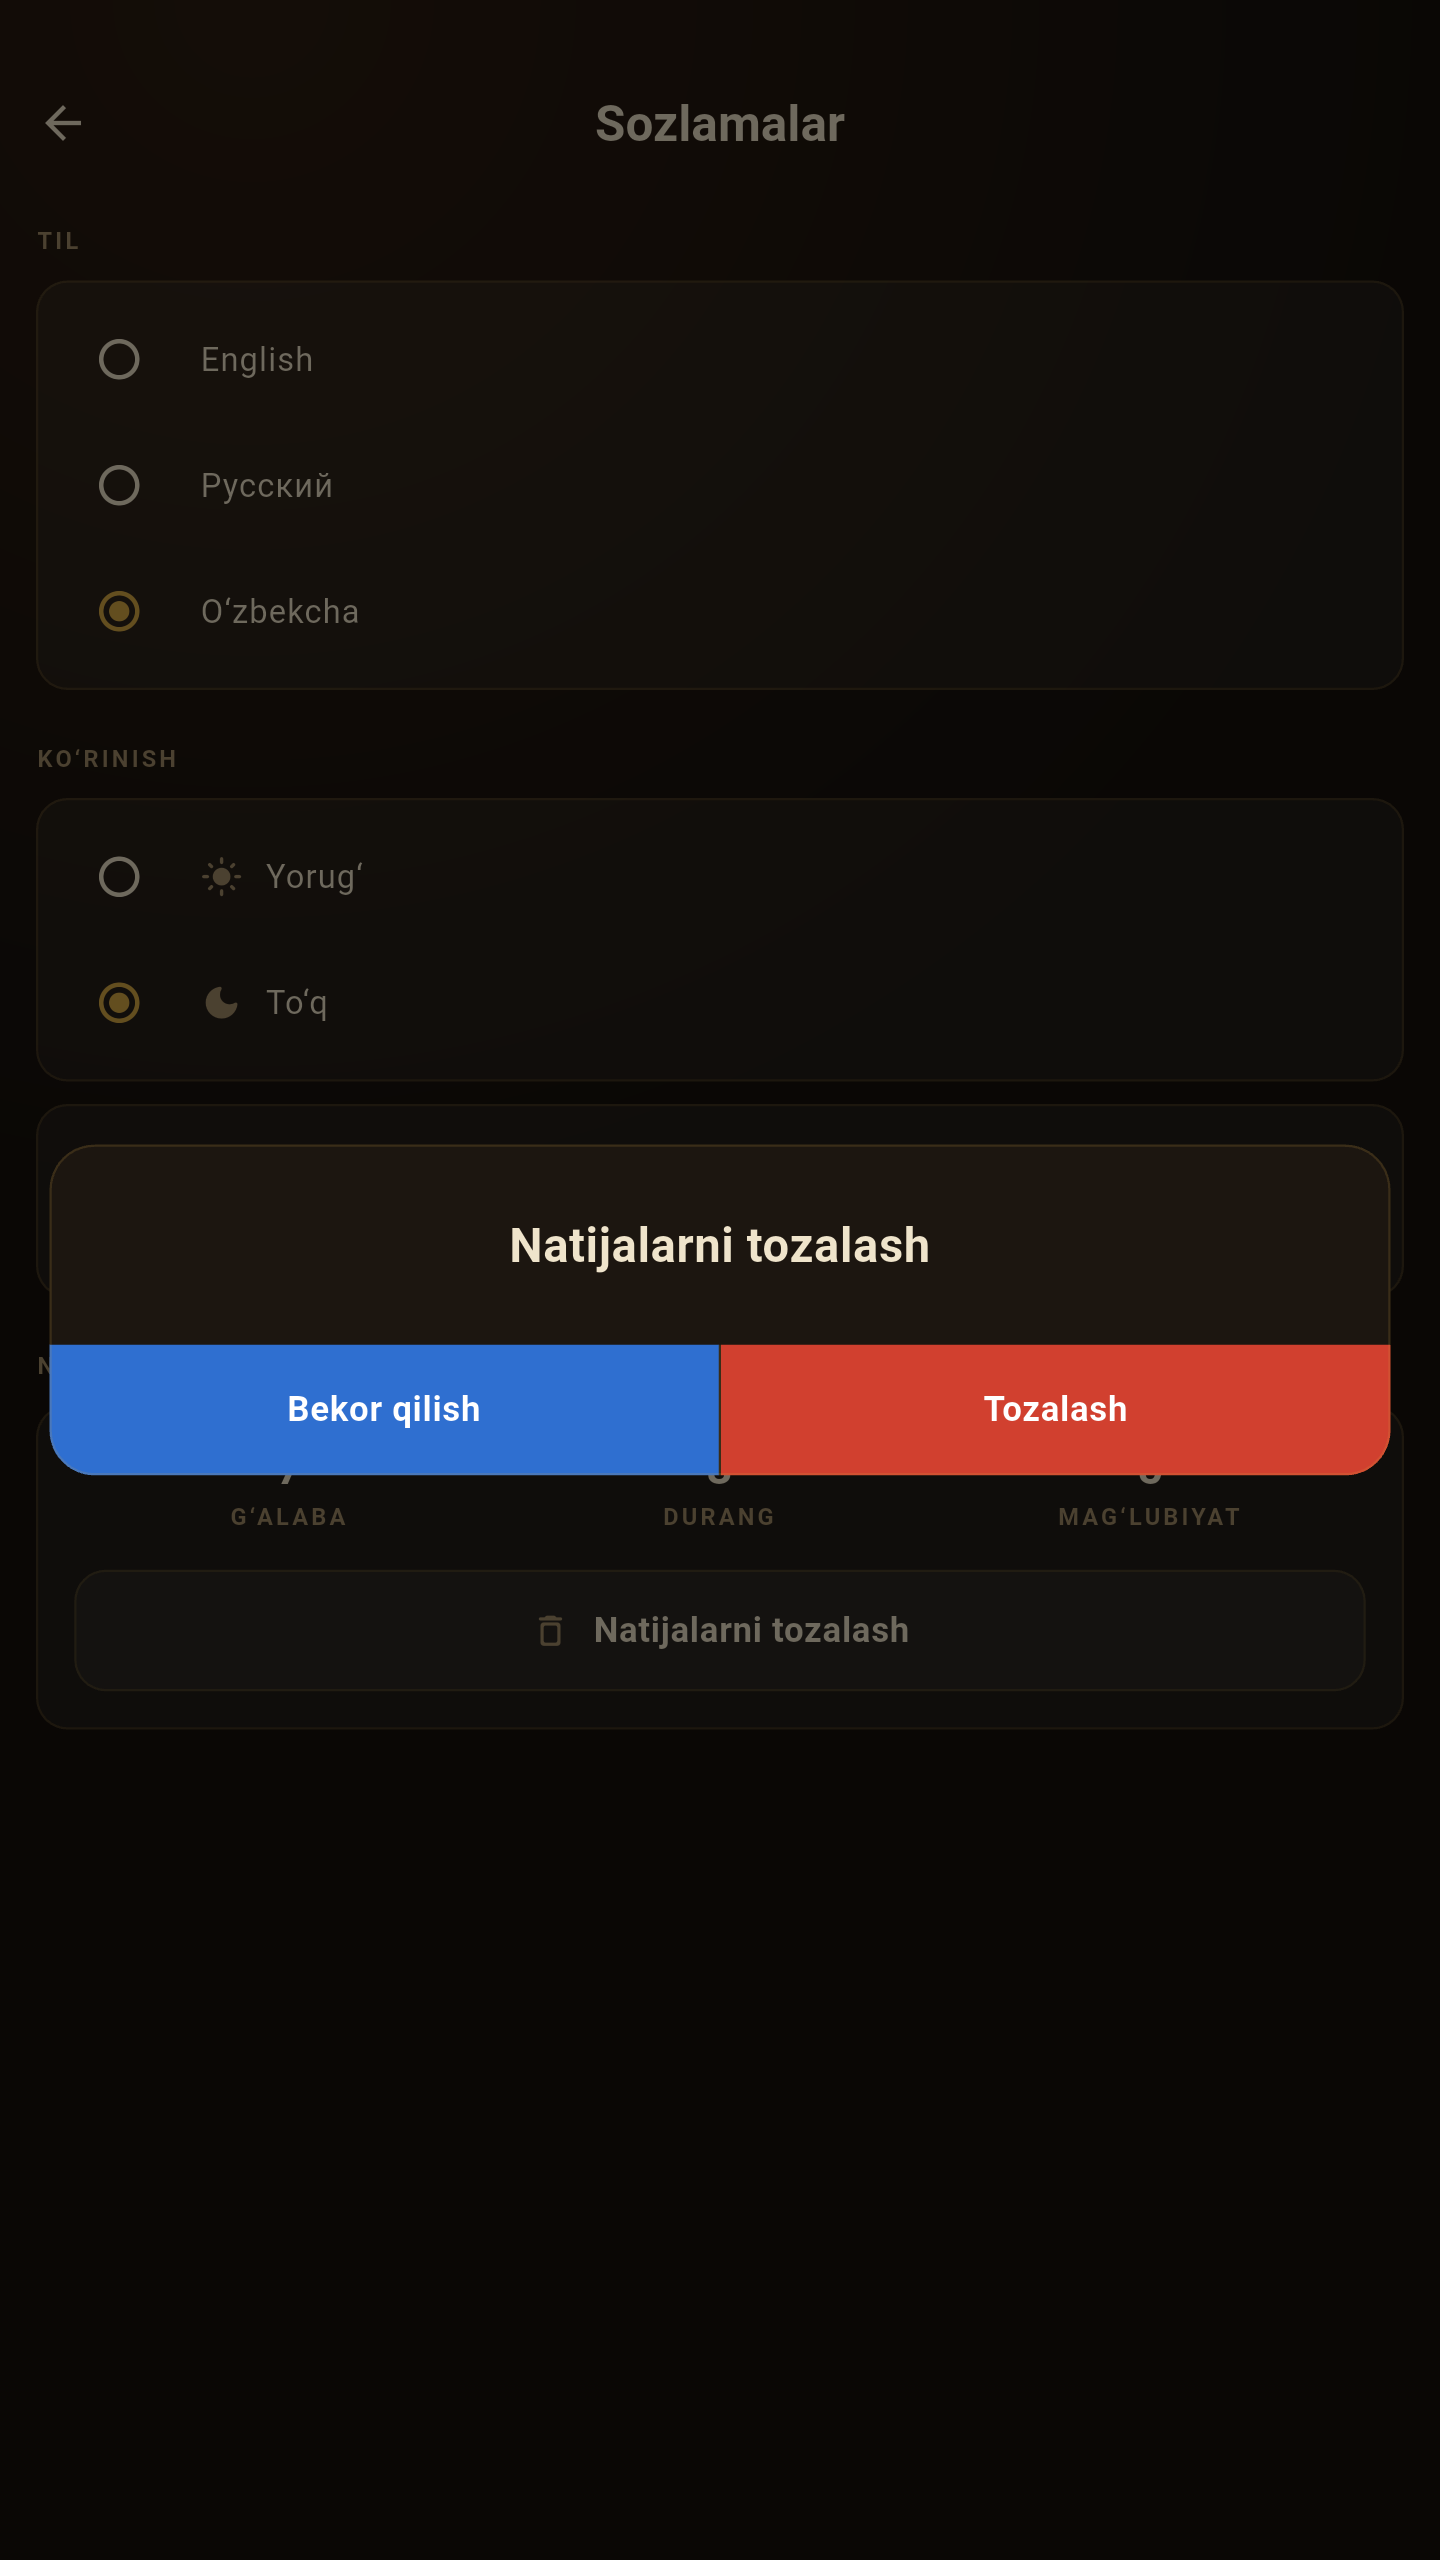 Sozlamalar
TIL
English
Русский
O‘zbekcha
KO‘RINISH
Yorug‘
To‘q
Natijalarni tozalash
Bekor qilish
Tozalash
G‘ALABA
DURANG
MAG‘LUBIYAT
Natijalarni tozalash